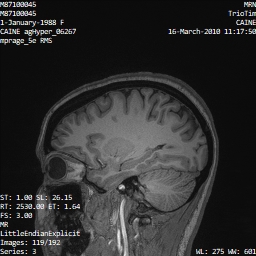 M87100045
M87100045
1-January-1988 F
CAINE agHyper_06267
mprage_5e RMS
MRN
TrioTim
CAINE
16-March-2010 11:17:50
ST: 1.00 SL: 26.15
RT: 2530.00 ET: 1.64
FS: 3.00
MR
LittleEndianExplicit
Images: 119/192
Series: 3
WL: 275 WW: 601